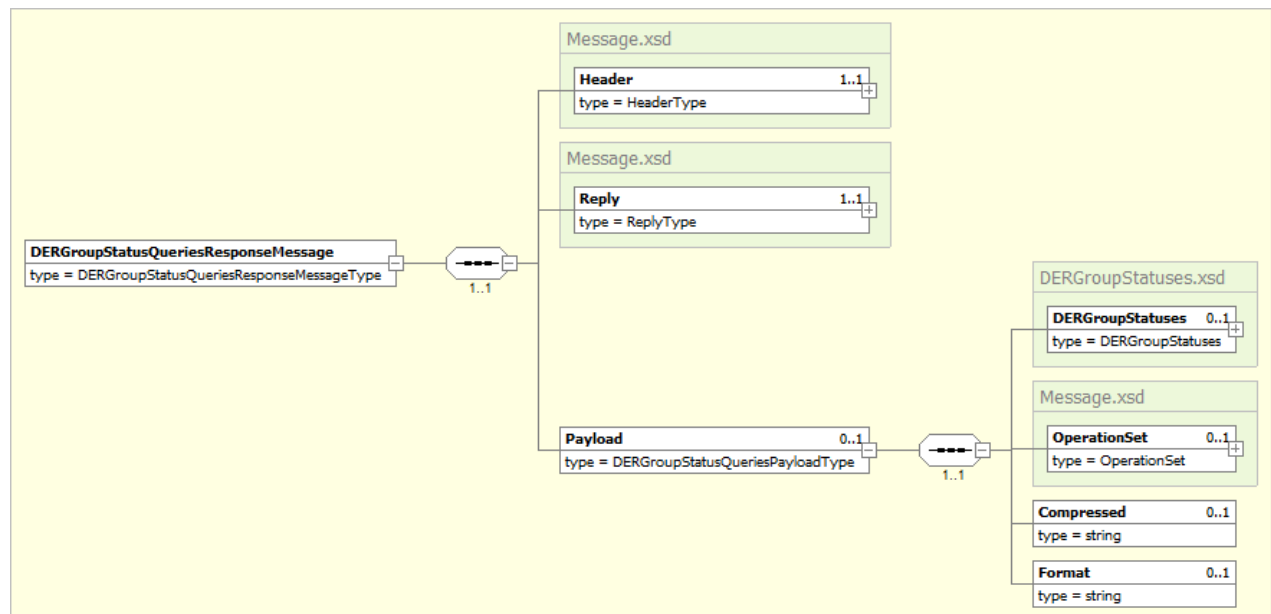 Message.xsd
Header 1..1
type = HeaderType
Message.xsd
Reply 1..1
type = ReplyType
DERGroupStatusQueriesResponseMessage
type = DERGroupStatusQueriesResponseMessageType
1..1
Payload 0..1
type = DERGroupStatusQueriesPayloadType
1..1
DERGroupStatuses.xsd
DERGroupStatuses 0..1
type = DERGroupStatuses
Message.xsd
OperationSet 0..1
type = OperationSet
Compressed 0..1
type = string
Format 0..1
type = string